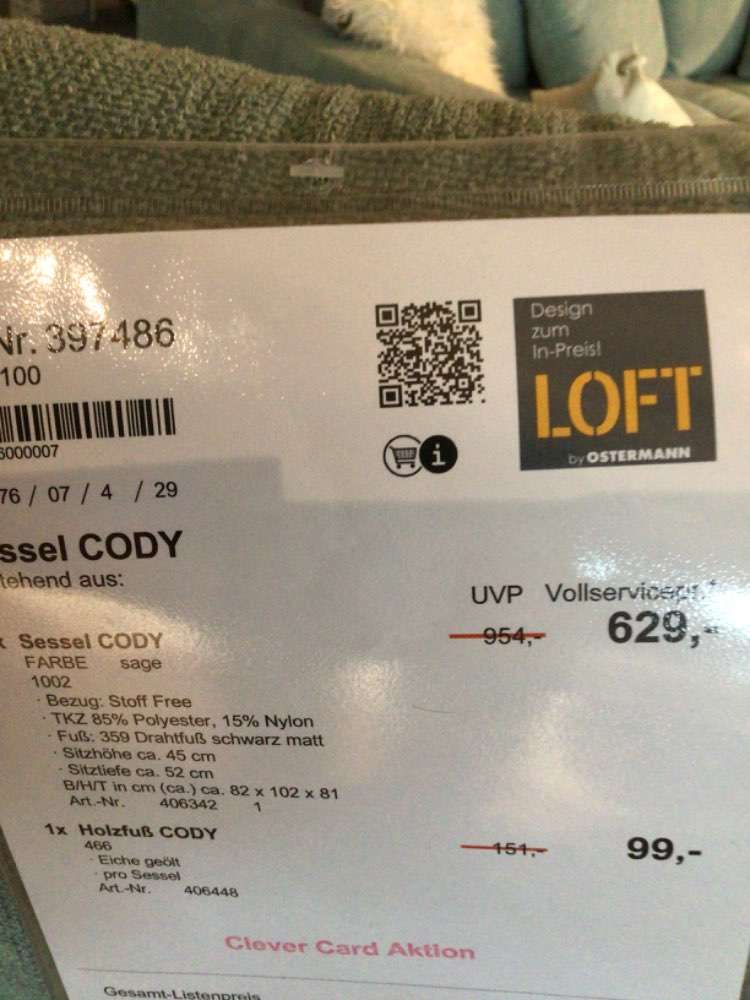 Nr. 397486
100
6000007
76 / 07 / 4 / 29
Design
zum
In-Preis!
LOFT
by OSTERMANN
i
ssel CODY
tehend aus:
UVP Vollservicepr.*
954,- 629,-*
x Sessel CODY
FARBE sage
1002
· Bezug: Stoff Free
· TKZ 85% Polyester, 15% Nylon
· Fuß: 359 Drahtfuß schwarz matt
· Sitzhöhe ca. 45 cm
· Sitztiefe ca. 52 cm
B/H/T in cm (ca.) ca. 82 x 102 x 81
Art.-Nr. 406342 1
1x Holzfuß CODY 151,- 99,-
466
· Eiche geölt
· pro Sessel
Art.-Nr. 406448
Clever Card Aktion
Gesamt-Listenpreis